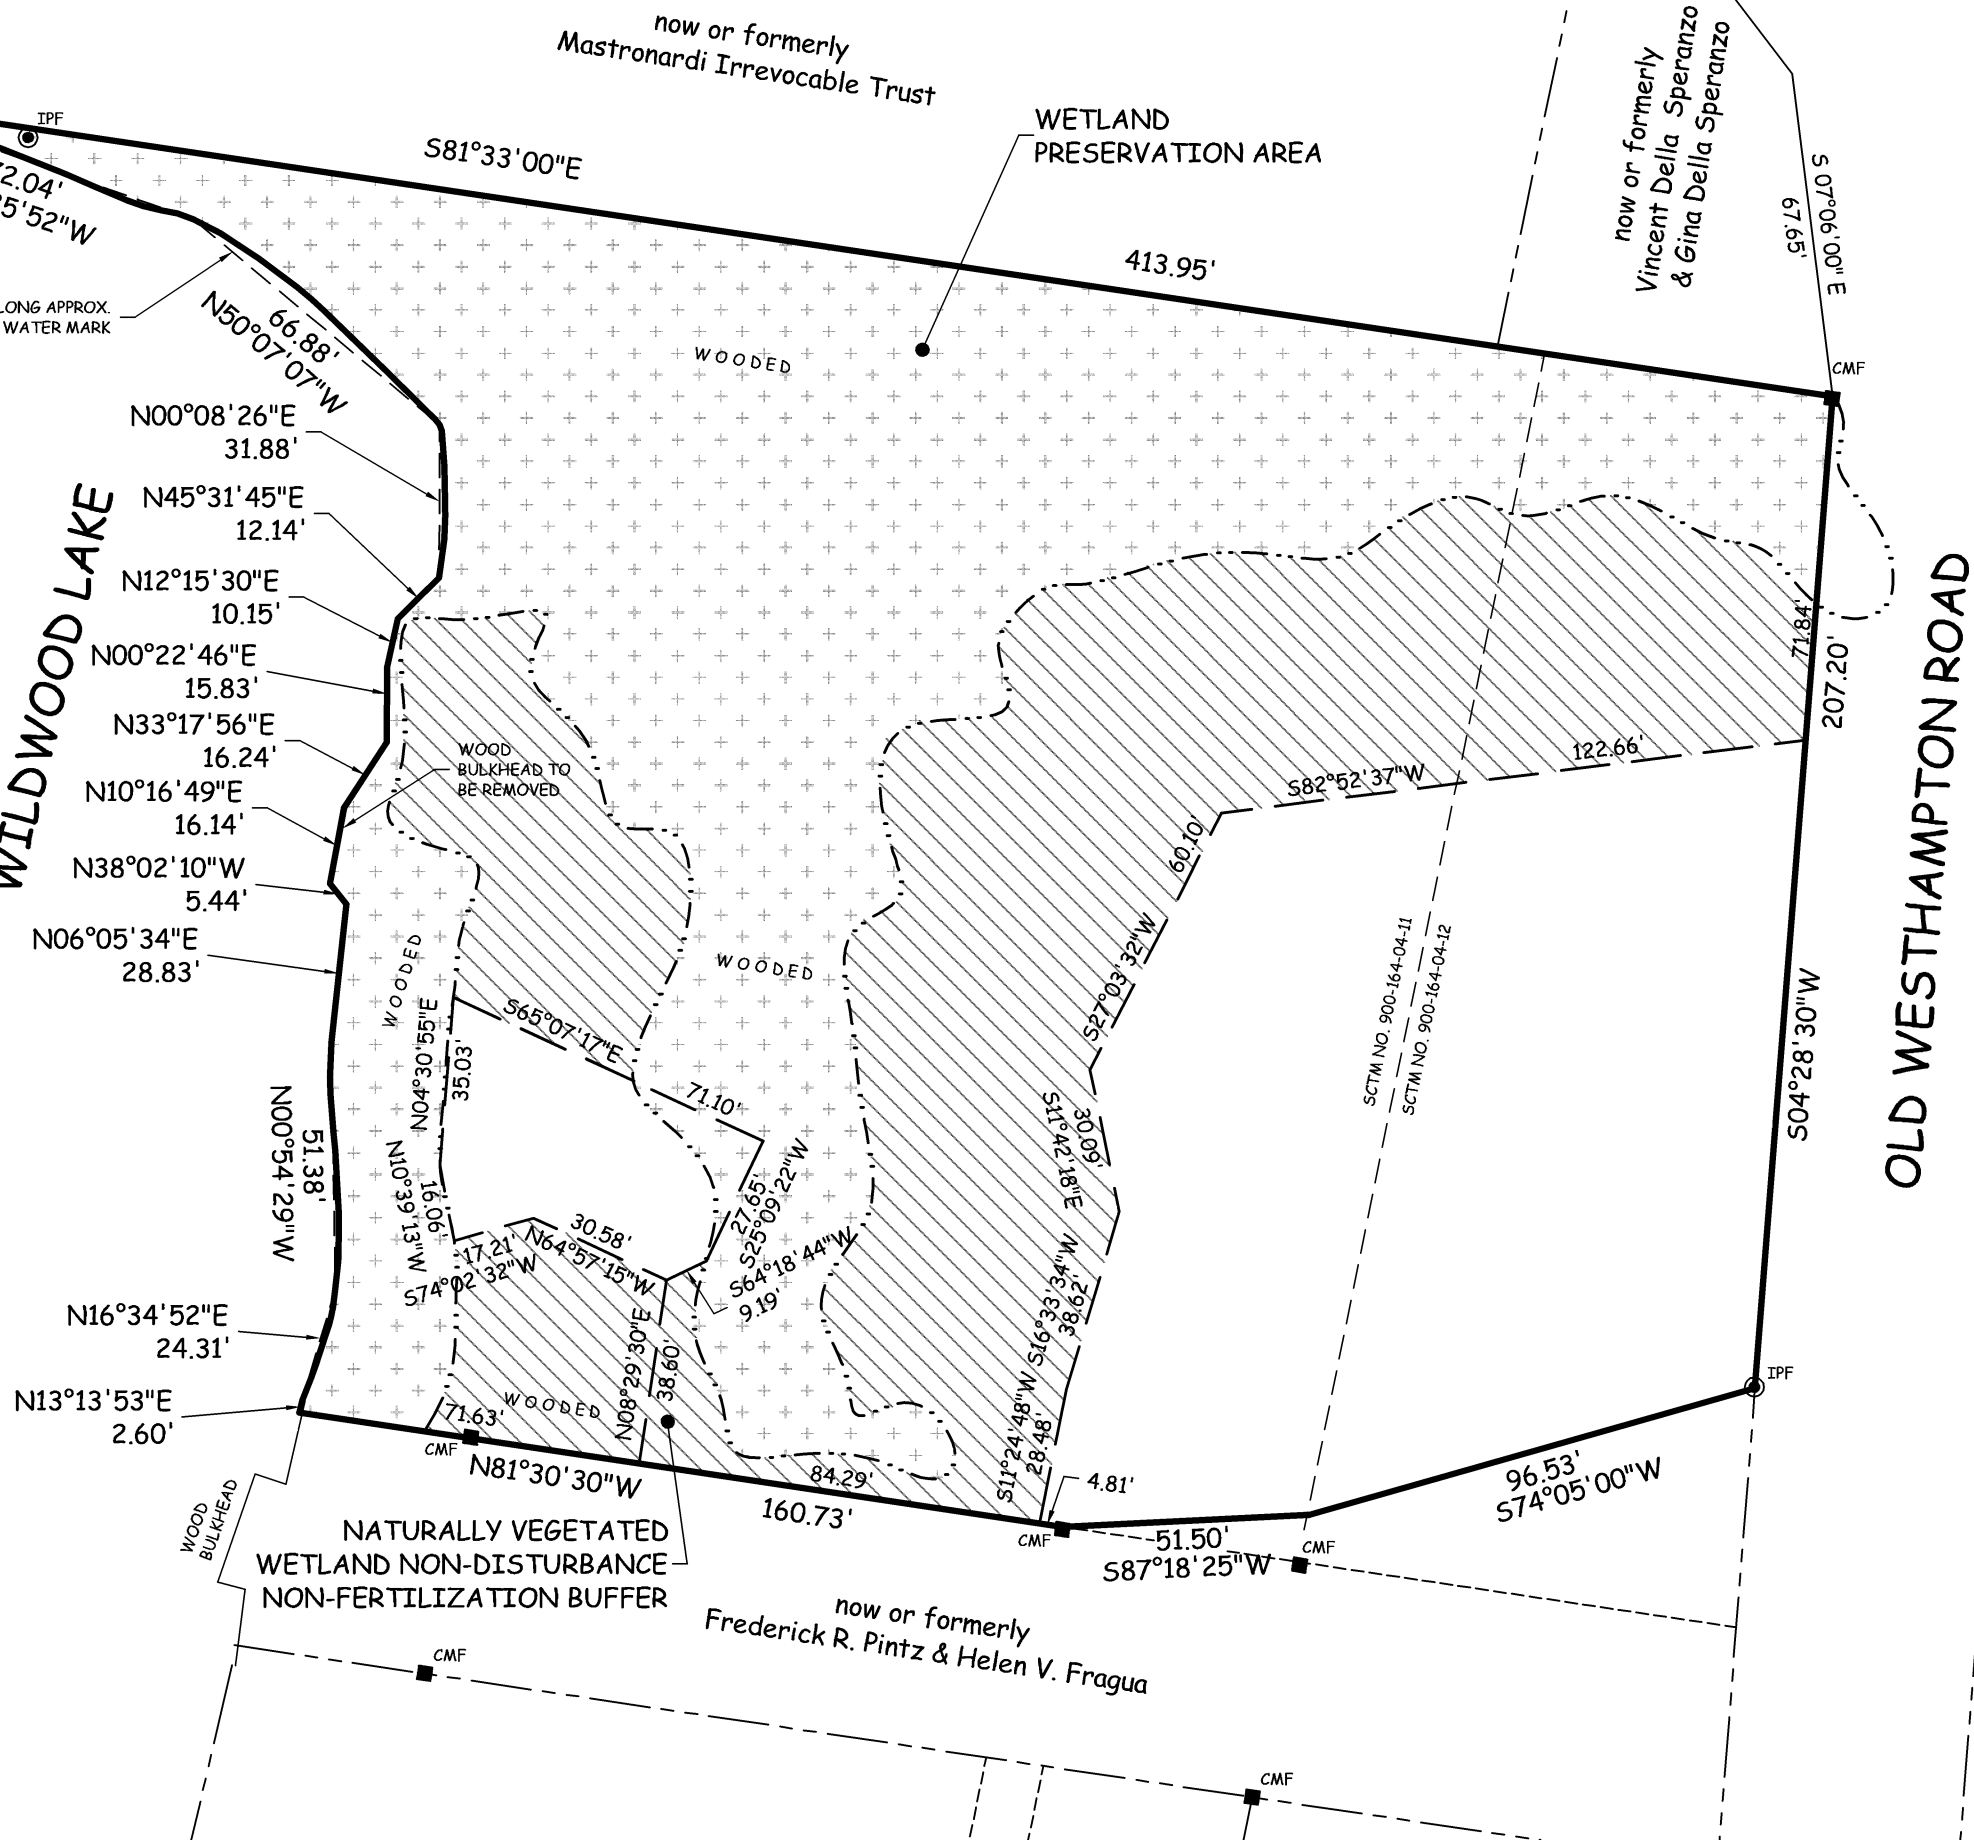 now or formerly
Mastronardi Irrevocable Trust
WETLAND
PRESERVATION AREA
now or formerly
Vincent Della Speranzo
& Gina Della Speranzo
S 07°06'00"E
67.65'
IPF
S81°33'00"E
413.95'
CMF
2.04'
5'52"W
LONG APPROX.
WATER MARK
66.88'
N50°07'07"W
WOODED
N00°08'26"E
31.88'
N45°31'45"E
12.14'
N12°15'30"E
10.15'
N00°22'46"E
15.83'
N33°17'56"E
16.24'
N10°16'49"E
16.14'
N38°02'10"W
5.44'
N06°05'34"E
28.83'
WILDWOOD LAKE
WOOD
BULKHEAD TO
BE REMOVED
71.84'
207.20'
S04°28'30"W
OLD WESTHAMPTON ROAD
122.66'
S82°52'37"W
60.10'
S27°03'32"W
SCTM NO. 900-164-04-11
SCTM NO. 900-164-04-12
WOODED
WOODED
N04°30'55"E
35.03'
S65°07'17"E
71.10'
30.09'
S11°42'18"E
N00°54'29"W
51.38'
N10°39'13"W
16.06'
17.21'
S74°02'32"W
30.58'
N64°57'15"W
27.65'
S25°09'22"W
S64°18'44"W
9.19'
S16°33'34"W
38.62'
N08°29'30"E
38.60'
S11°24'48"W
28.48'
N16°34'52"E
24.31'
N13°13'53"E
2.60'
WOODED
71.63'
CMF
N81°30'30"W
84.29'
160.73'
4.81'
CMF
51.50'
S87°18'25"W
CMF
96.53'
S74°05'00"W
IPF
WOOD
BULKHEAD
NATURALLY VEGETATED
WETLAND NON-DISTURBANCE
NON-FERTILIZATION BUFFER
now or formerly
Frederick R. Pintz & Helen V. Fragua
CMF
CMF